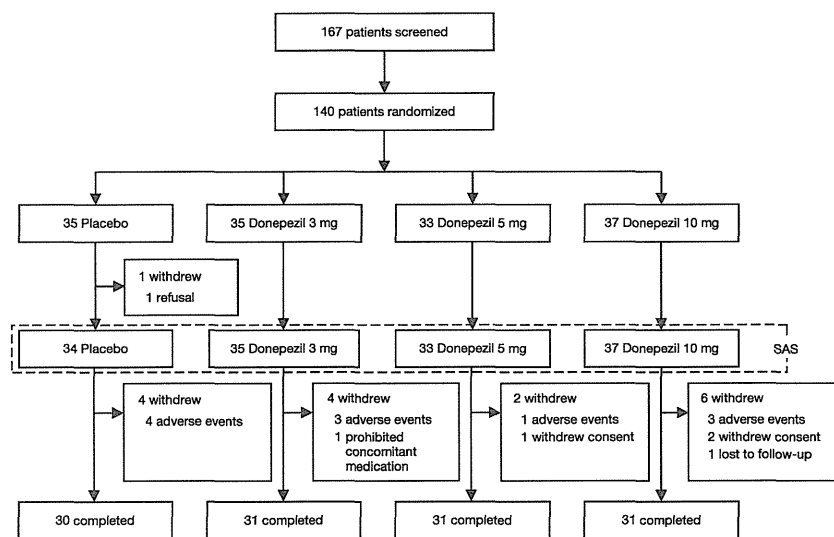 167 patients screened
140 patients randomized
35 Placebo
35 Donepezil 3 mg
33 Donepezil 5 mg
37 Donepezil 10 mg
1 withdrew
1 refusal
34 Placebo
35 Donepezil 3 mg
33 Donepezil 5 mg
37 Donepezil 10 mg
SAS
4 withdrew
4 adverse events
4 withdrew
3 adverse events
1 prohibited
concomitant
medication
2 withdrew
1 adverse events
1 withdrew consent
6 withdrew
3 adverse events
2 withdrew consent
1 lost to follow-up
30 completed
31 completed
31 completed
31 completed